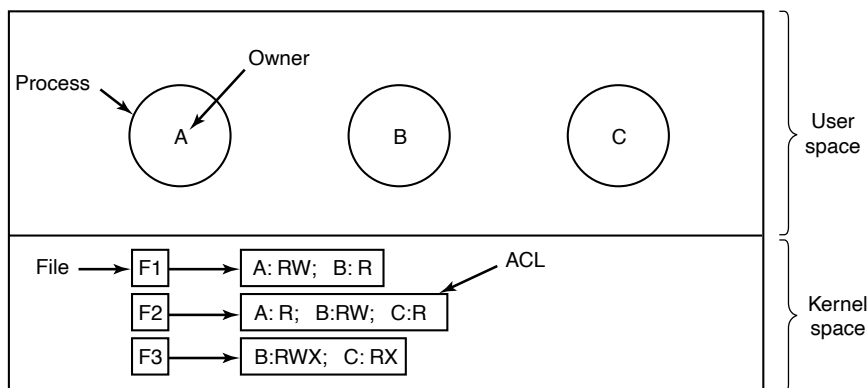 Owner
Process
A
B
C
User
space
File
F1
A: RW; B: R
ACL
F2
A: R; B:RW; C:R
F3
B:RWX; C: RX
Kernel
space